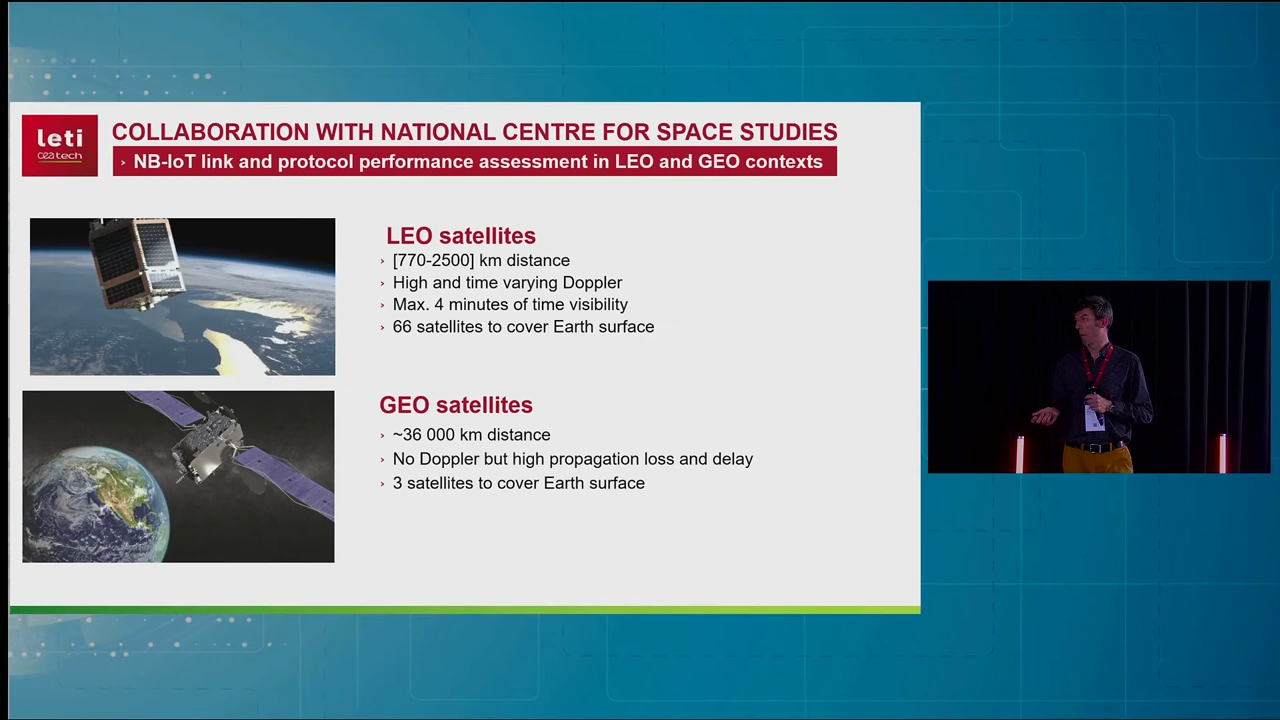 leti
ceatech
COLLABORATION WITH NATIONAL CENTRE FOR SPACE STUDIES
› NB-IoT link and protocol performance assessment in LEO and GEO contexts
LEO satellites
› [770-2500] km distance
› High and time varying Doppler
› Max. 4 minutes of time visibility
› 66 satellites to cover Earth surface
GEO satellites
› ~36 000 km distance
› No Doppler but high propagation loss and delay
› 3 satellites to cover Earth surface